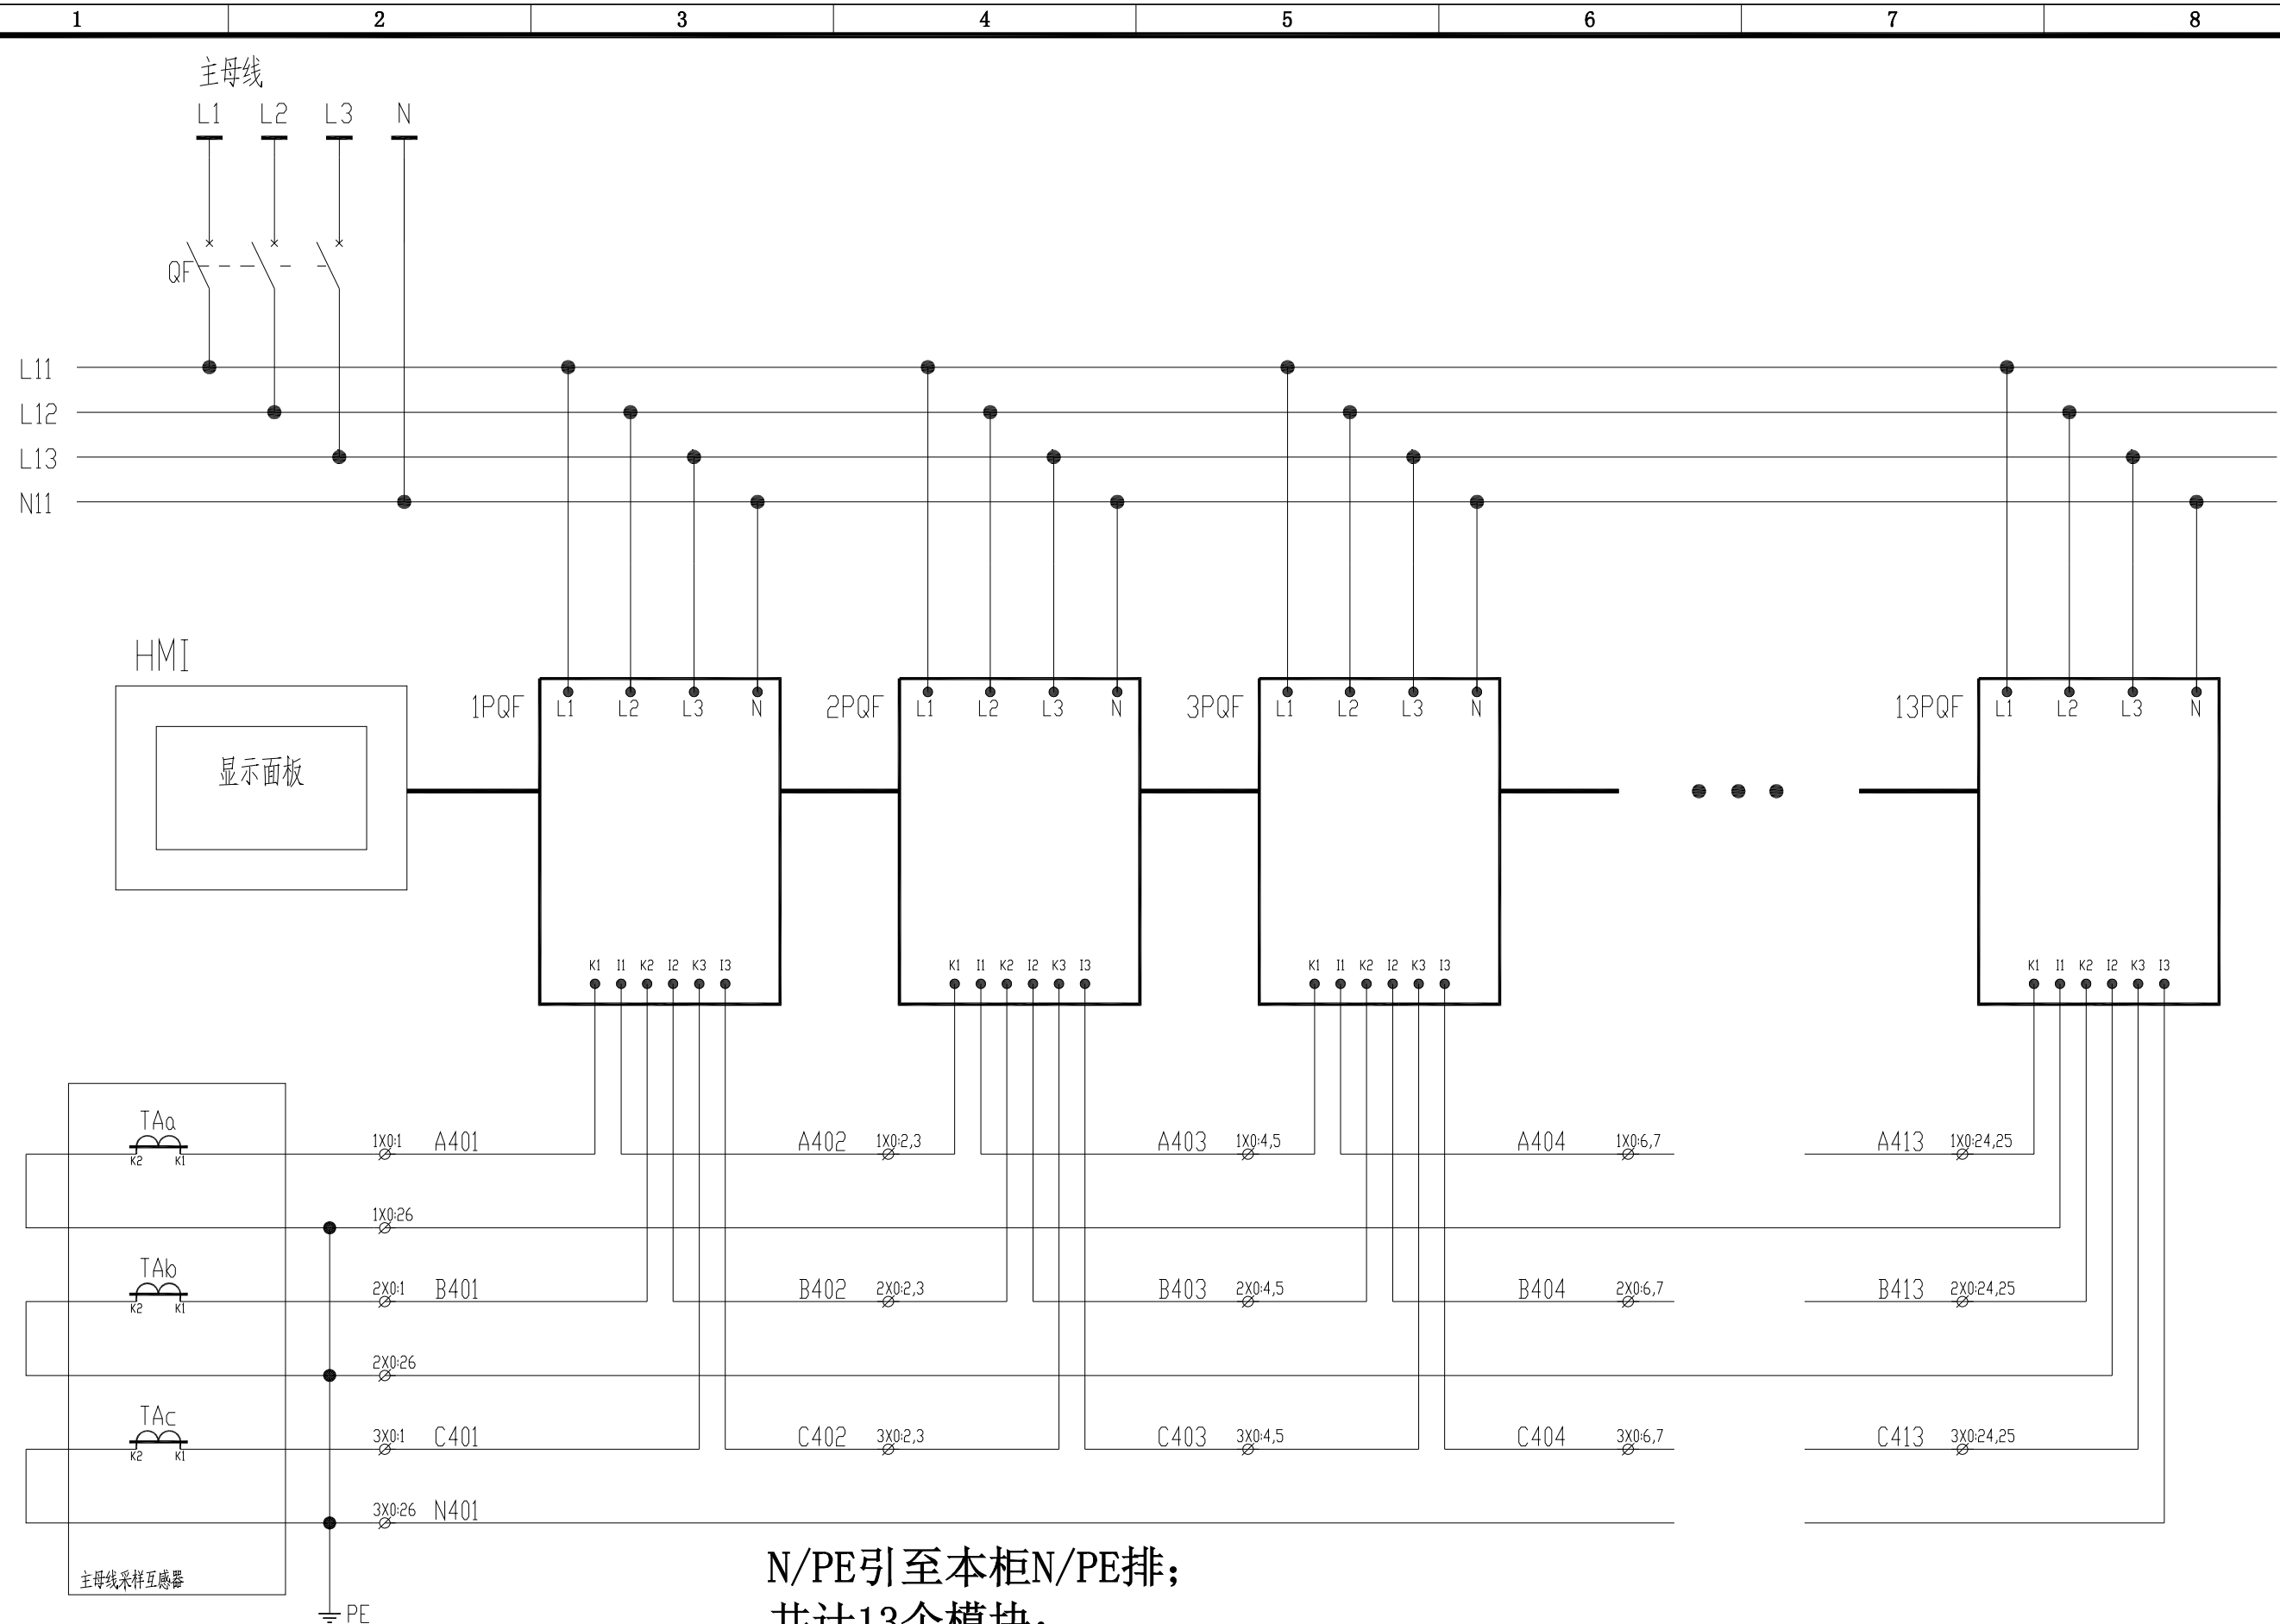 1 2 3 4 5 6 7 8
主母线
L1 L2 L3 N
QF
L11
L12
L13
N11
HMI
显示面板
1PQF L1 L2 L3 N
2PQF L1 L2 L3 N
3PQF L1 L2 L3 N
13PQF L1 L2 L3 N
K1 I1 K2 I2 K3 I3
K1 I1 K2 I2 K3 I3
K1 I1 K2 I2 K3 I3
K1 I1 K2 I2 K3 I3
TAa
K2 K1
1X0:1 A401 A402 1X0:2,3 A403 1X0:4,5 A404 1X0:6,7 A413 1X0:24,25
1X0:26
TAb
K2 K1
2X0:1 B401 B402 2X0:2,3 B403 2X0:4,5 B404 2X0:6,7 B413 2X0:24,25
2X0:26
TAc
K2 K1
3X0:1 C401 C402 3X0:2,3 C403 3X0:4,5 C404 3X0:6,7 C413 3X0:24,25
3X0:26 N401
主母线采样互感器
PE
N/PE引至本柜N/PE排；
共计13个模块；